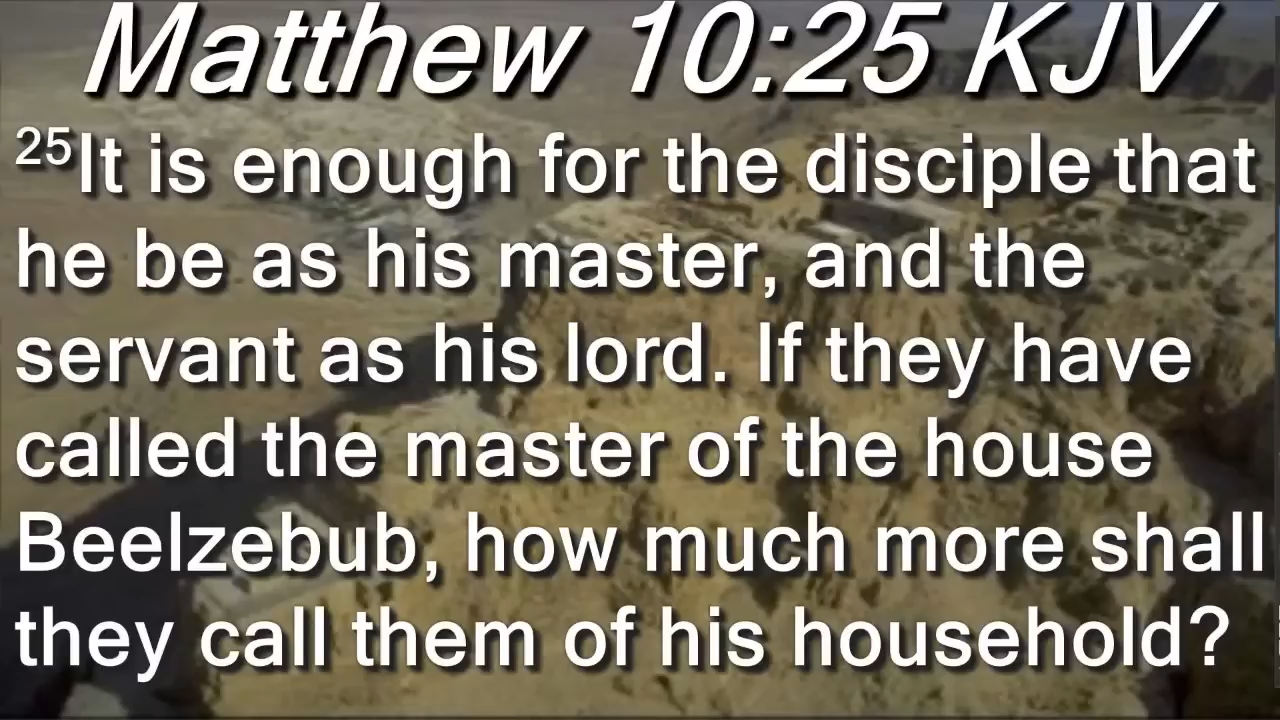 Matthew 10:25 KJV
25It is enough for the disciple that
he be as his master, and the
servant as his lord. If they have
called the master of the house
Beelzebub, how much more shall
they call them of his household?